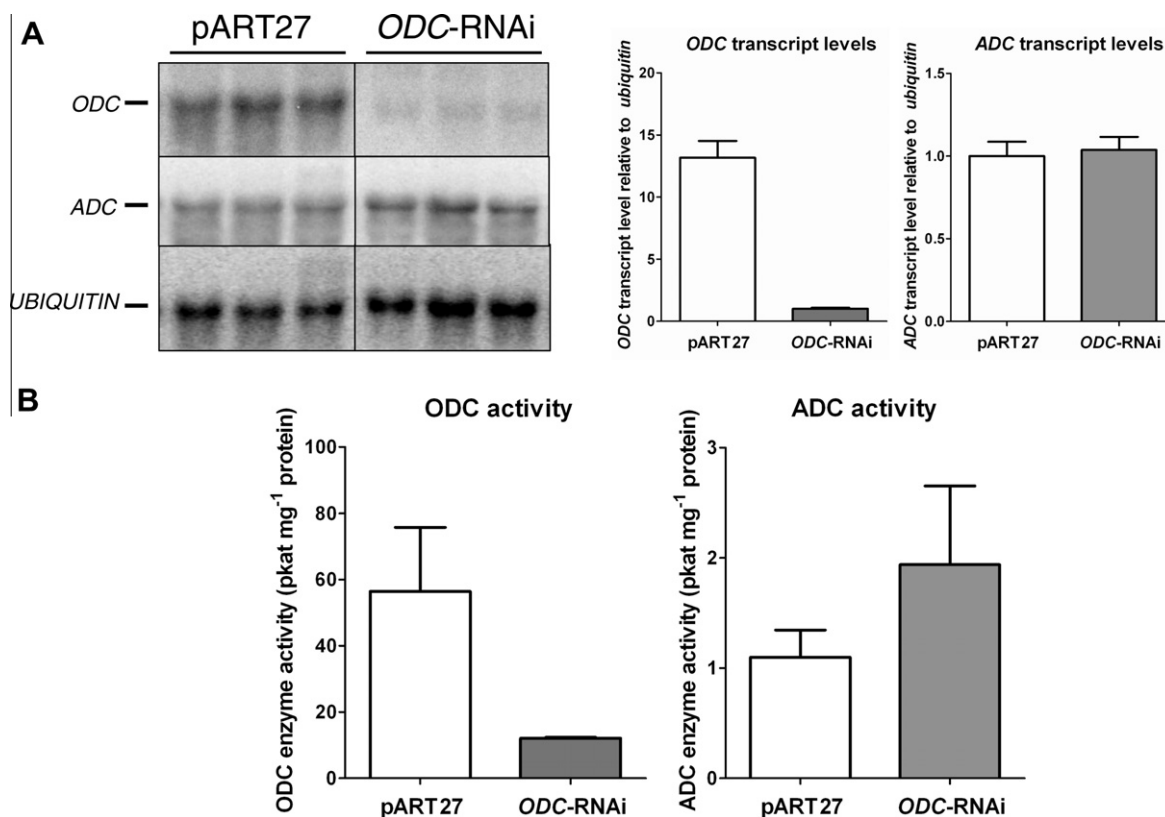 A
pART27 ODC-RNAi
ODC
ADC
UBIQUITIN
ODC transcript levels
ODC transcript level relative to ubiquitin
20
15
10
5
0
pART27 ODC-RNAi
ADC transcript levels
ADC transcript level relative to ubiquitin
1.5
1.0
0.5
0.0
pART27 ODC-RNAi
B
ODC activity
ODC enzyme activity (pkat mg⁻¹ protein)
100
80
60
40
20
0
pART27 ODC-RNAi
ADC activity
ADC enzyme activity (pkat mg⁻¹ protein)
3
2
1
0
pART27 ODC-RNAi